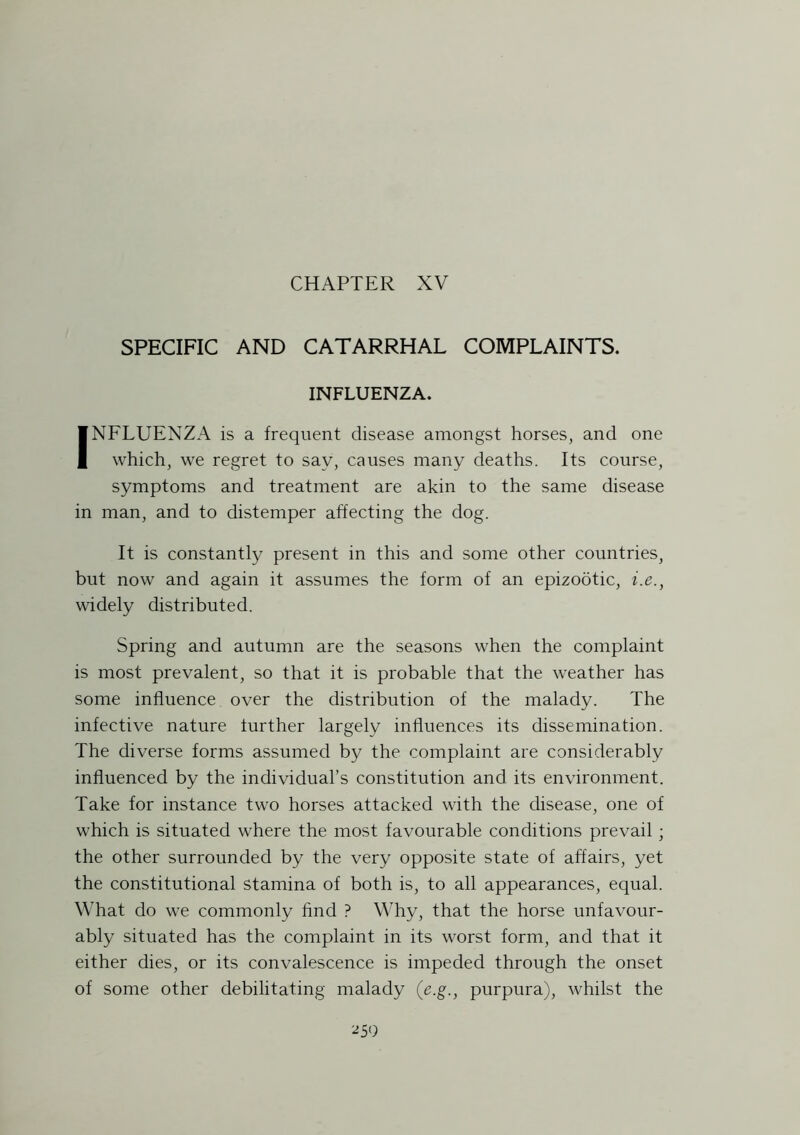 CHAPTER XV
SPECIFIC AND CATARRHAL COMPLAINTS.
INFLUENZA.
INFLUENZA is a frequent disease amongst horses, and one
which, we regret to say, causes many deaths. Its course,
symptoms and treatment are akin to the same disease
in man, and to distemper affecting the dog.
It is constantly present in this and some other countries,
but now and again it assumes the form of an epizoötic, i.e.,
widely distributed.
Spring and autumn are the seasons when the complaint
is most prevalent, so that it is probable that the weather has
some influence over the distribution of the malady. The
infective nature further largely influences its dissemination.
The diverse forms assumed by the complaint are considerably
influenced by the individual's constitution and its environment.
Take for instance two horses attacked with the disease, one of
which is situated where the most favourable conditions prevail ;
the other surrounded by the very opposite state of affairs, yet
the constitutional stamina of both is, to all appearances, equal.
What do we commonly find ? Why, that the horse unfavour-
ably situated has the complaint in its worst form, and that it
either dies, or its convalescence is impeded through the onset
of some other debilitating malady (e.g., purpura), whilst the
259